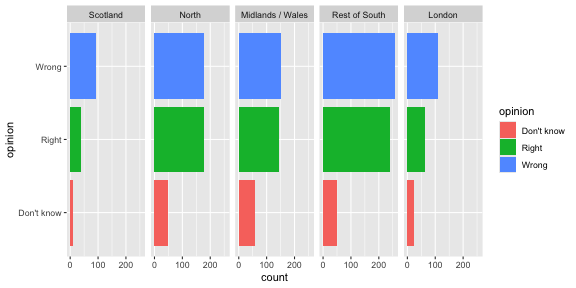 Scotland North Midlands / Wales Rest of South London
Wrong
Right
Don't know
opinion
0 100 200 0 100 200 0 100 200 0 100 200 0 100 200
count
opinion
Don't know
Right
Wrong